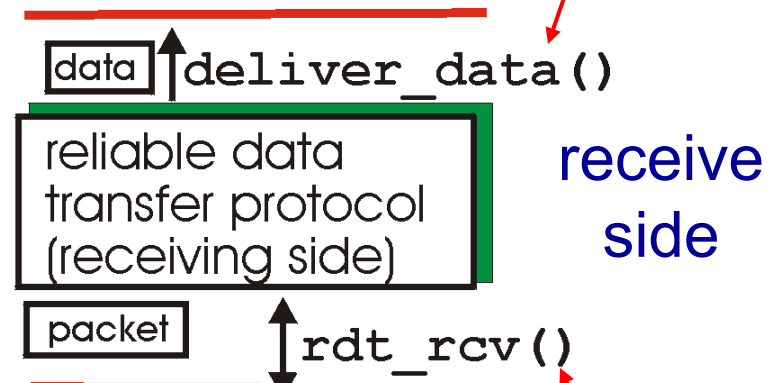 data deliver_data()
reliable data
transfer protocol
(receiving side)
receive
side
packet rdt_rcv()